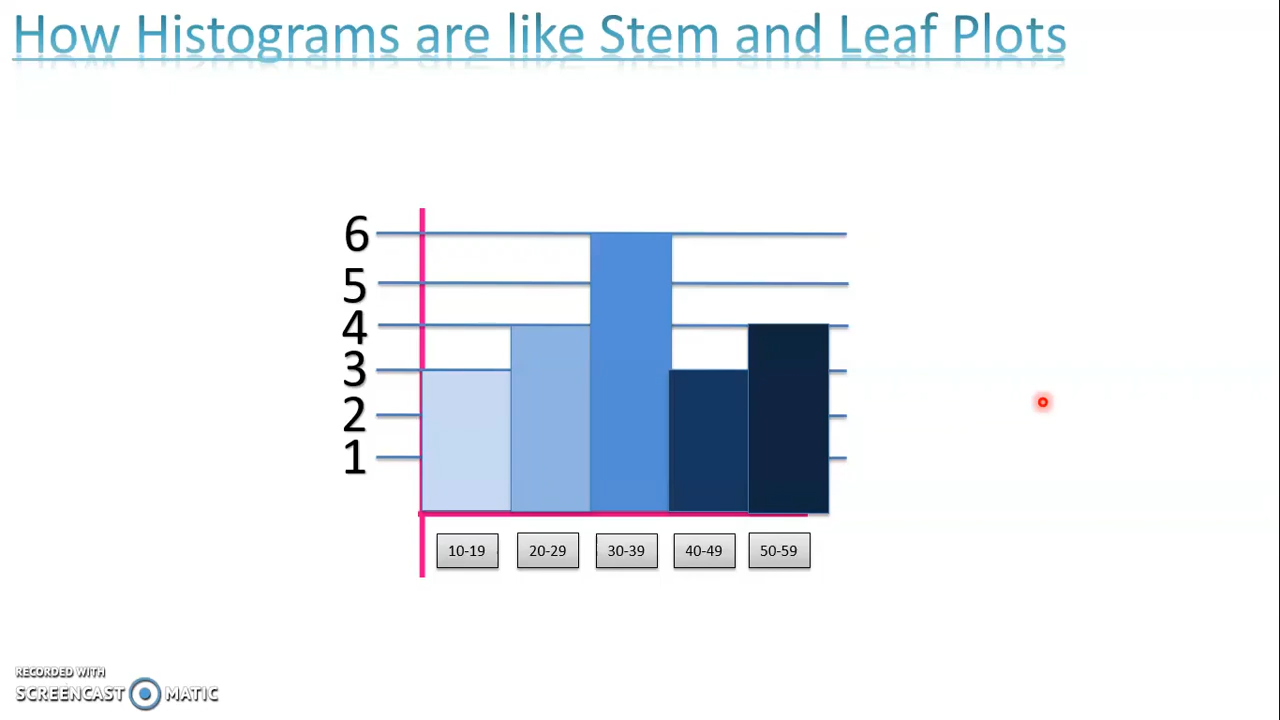 How Histograms are like Stem and Leaf Plots
6
5
4
3
2
1
10-19 20-29 30-39 40-49 50-59
RECORDED WITH
SCREENCAST MATIC